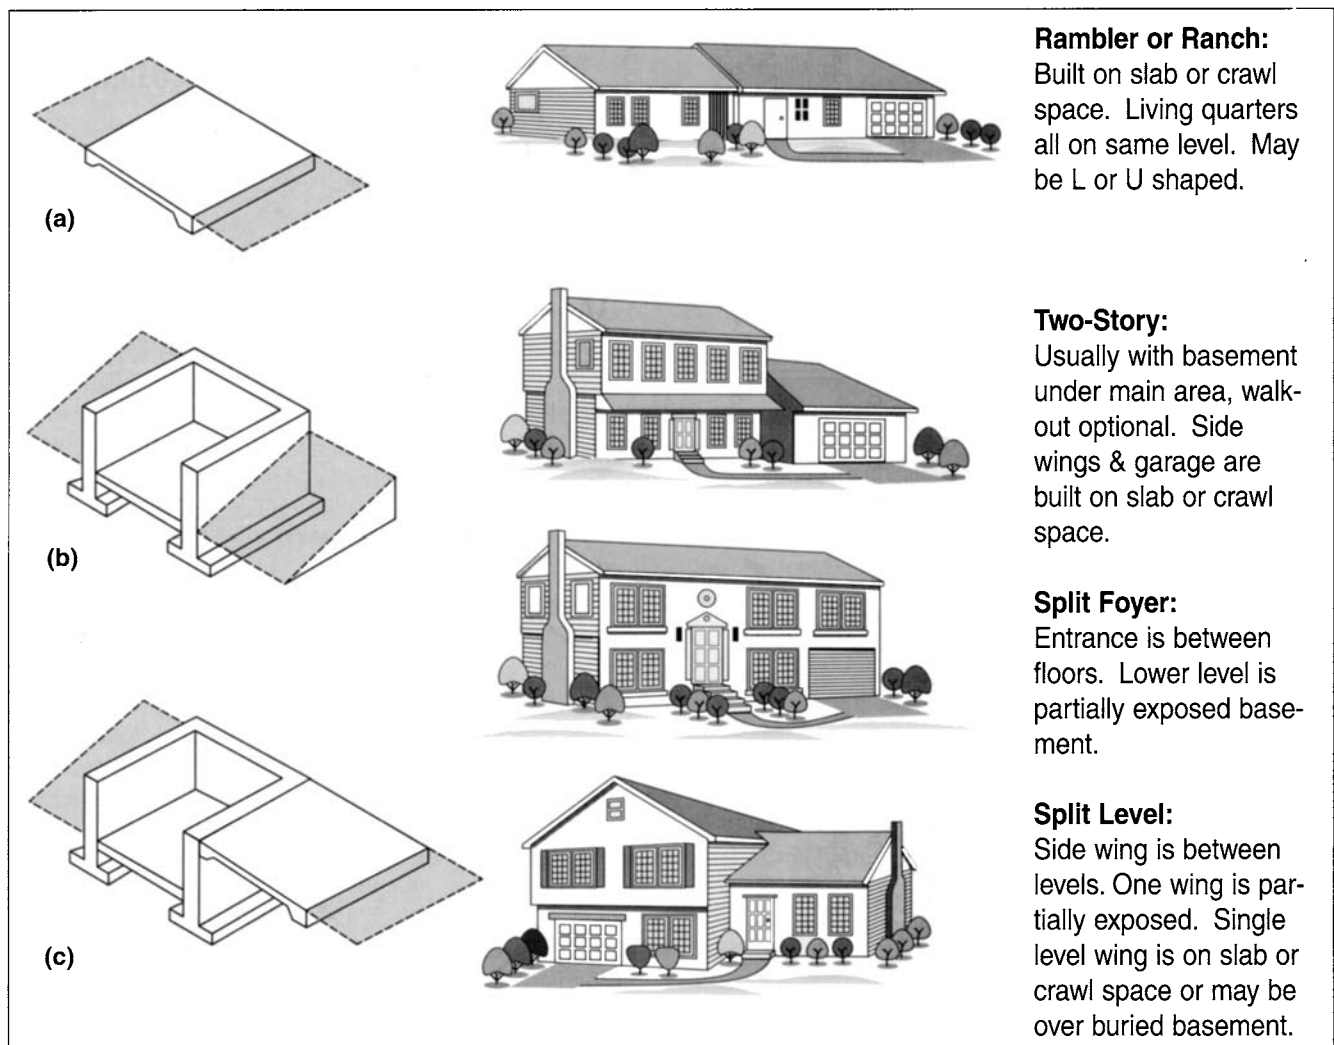 (a)
Rambler or Ranch:
Built on slab or crawl
space. Living quarters
all on same level. May
be L or U shaped.
(b)
Two-Story:
Usually with basement
under main area, walk-
out optional. Side
wings & garage are
built on slab or crawl
space.
Split Foyer:
Entrance is between
floors. Lower level is
partially exposed base-
ment.
(c)
Split Level:
Side wing is between
levels. One wing is par-
tially exposed. Single
level wing is on slab or
crawl space or may be
over buried basement.